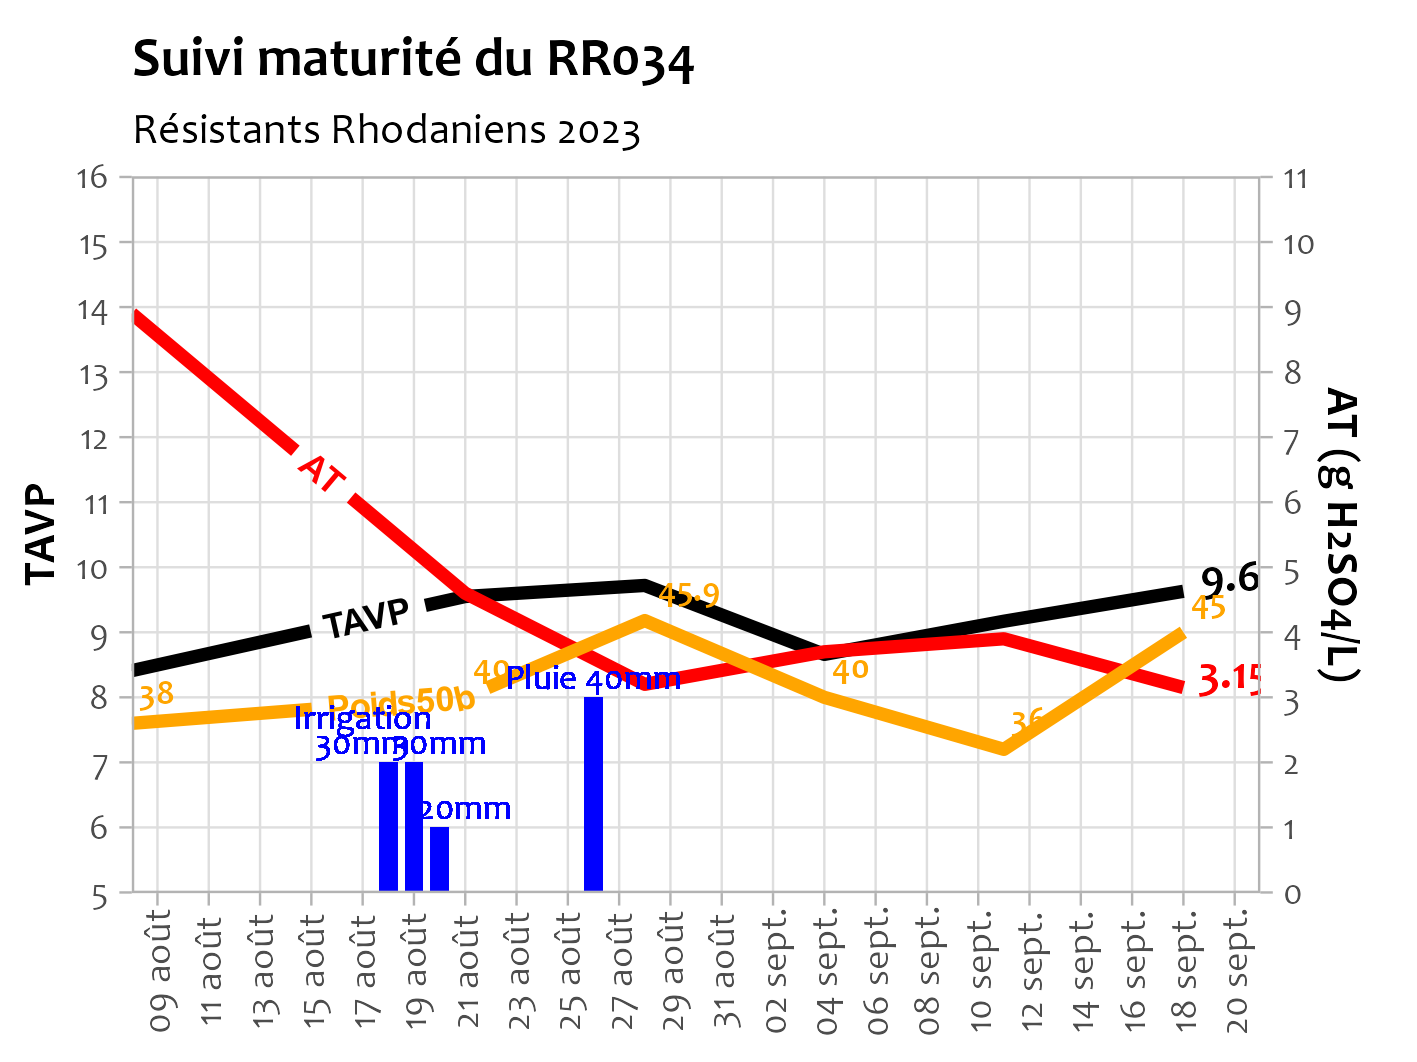 Suivi maturité du RR034
Résistants Rhodaniens 2023
TAVP
16
15
14
13
12
11
10
9
8
7
6
5
AT
TAVP
Poids50b
38
40
45.9
40
36
45
9.6
3.15
Irrigation
30mm
30mm
20mm
Pluie 40mm
11
10
9
8
7
6
5
4
3
2
1
0
AT (g H2SO4/L)
09 août
11 août
13 août
15 août
17 août
19 août
21 août
23 août
25 août
27 août
29 août
31 août
02 sept.
04 sept.
06 sept.
08 sept.
10 sept.
12 sept.
14 sept.
16 sept.
18 sept.
20 sept.